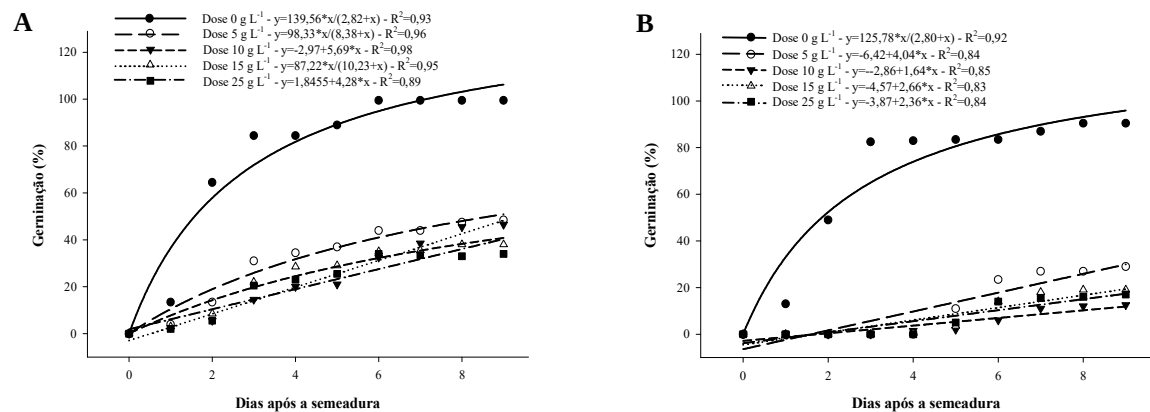 A
Dose 0 g L⁻¹ - y=139,56*x/(2,82+x) - R²=0,93
Dose 5 g L⁻¹ - y=98,33*x/(8,38+x) - R²=0,96
Dose 10 g L⁻¹ - y=-2,97+5,69*x - R²=0,98
Dose 15 g L⁻¹ - y=87,22*x/(10,23+x) - R²=0,95
Dose 25 g L⁻¹ - y=1,8455+4,28*x - R²=0,89
120
100
80
60
40
20
0
Gerninação (%)
0 2 4 6 8
Dias após a semeadura
B
Dose 0 g L⁻¹ - y=125,78*x/(2,80+x) - R²=0,92
Dose 5 g L⁻¹ - y=-6,42+4,04*x - R²=0,84
Dose 10 g L⁻¹ - y=--2,86+1,64*x - R²=0,85
Dose 15 g L⁻¹ - y=-4,57+2,66*x - R²=0,83
Dose 25 g L⁻¹ - y=-3,87+2,36*x - R²=0,84
120
100
80
60
40
20
0
Gerninação (%)
0 2 4 6 8
Dias após a semeadura